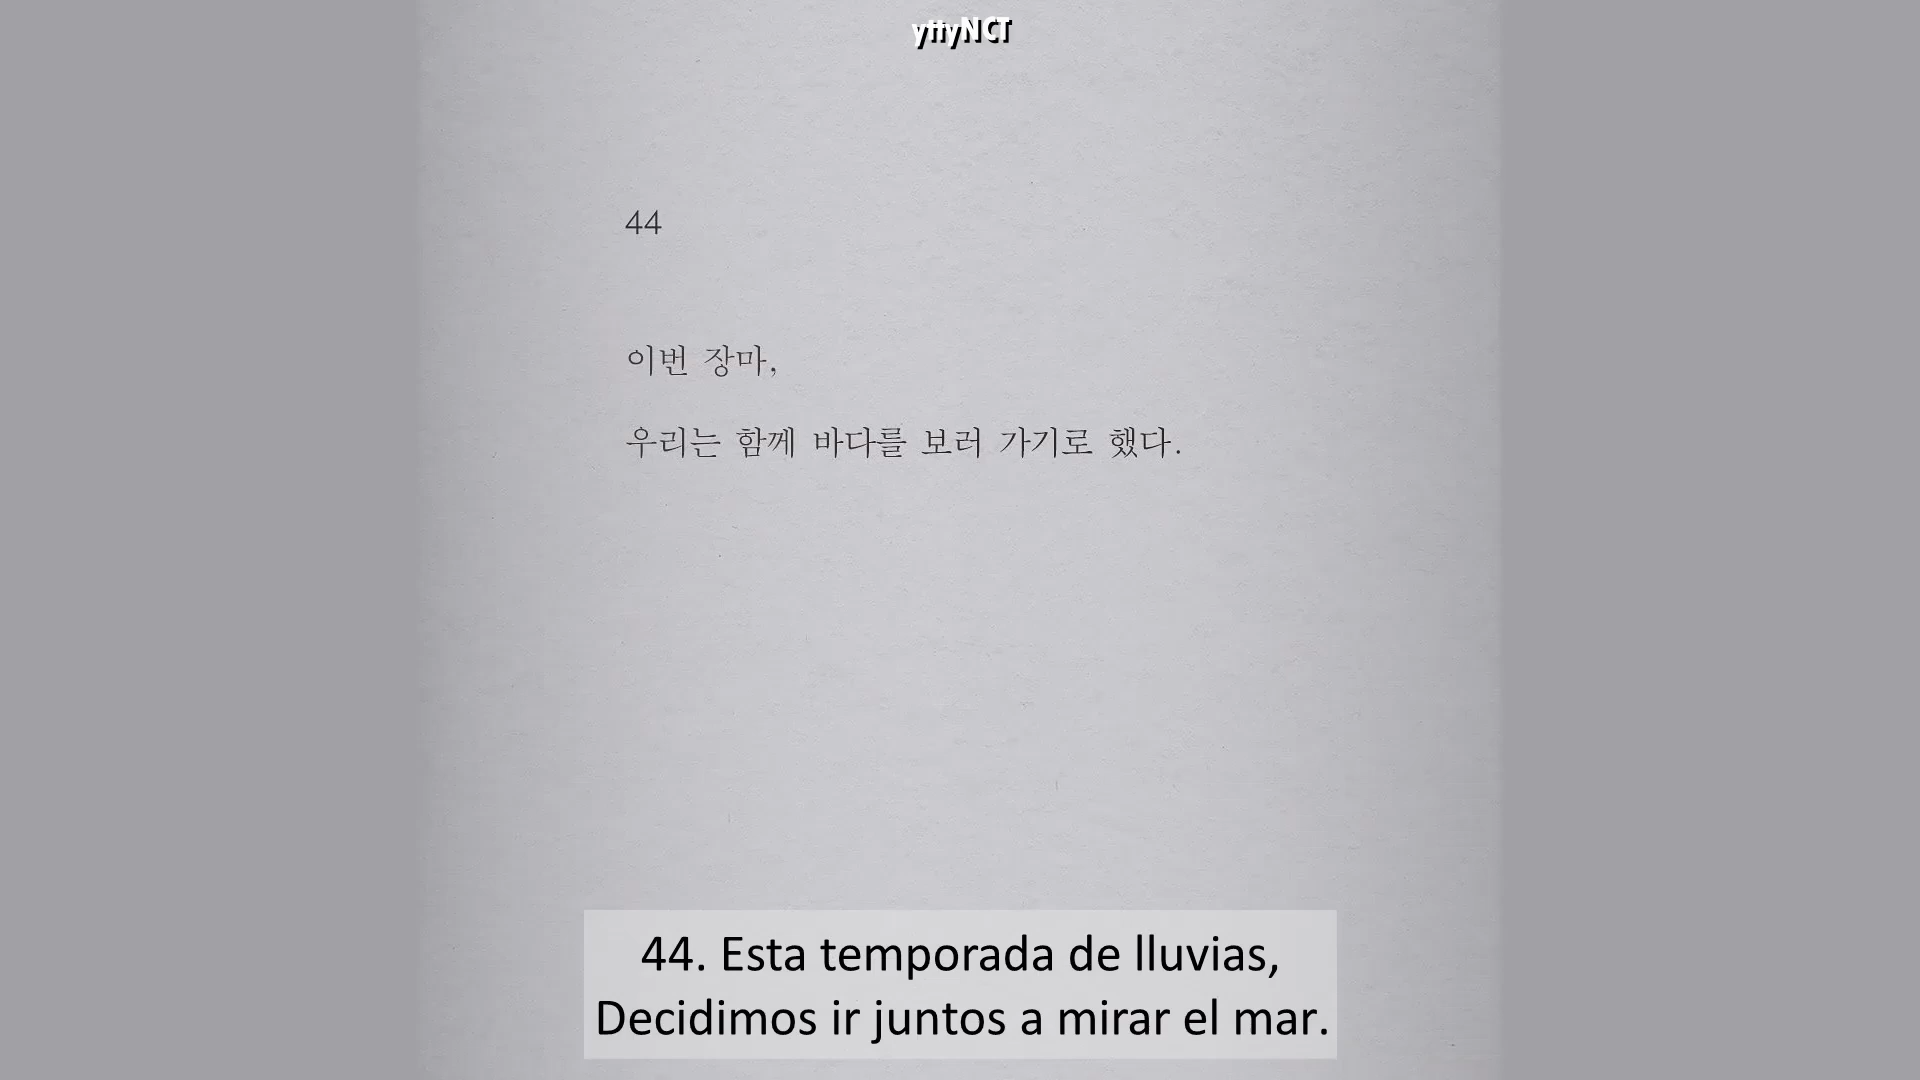 yttyNCT
44
이번 장마,
우리는 함께 바다를 보러 가기로 했다.
44. Esta temporada de lluvias,
Decidimos ir juntos a mirar el mar.